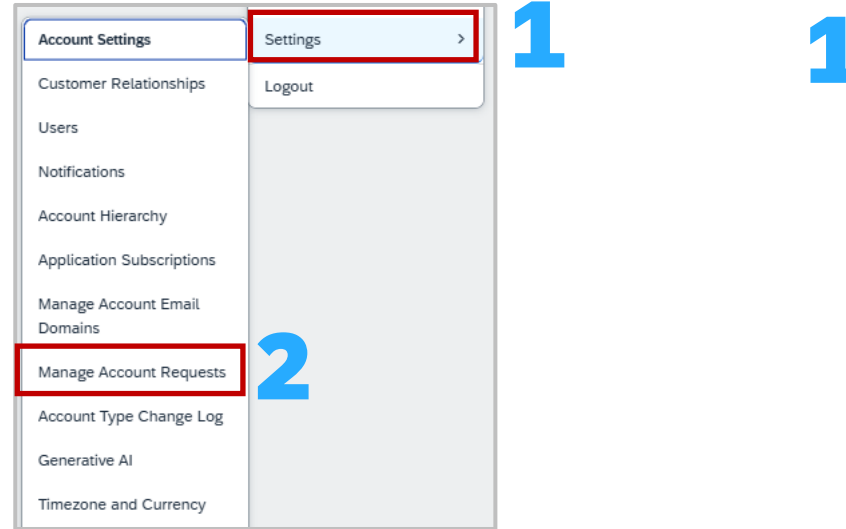 Account Settings
Customer Relationships
Users
Notifications
Account Hierarchy
Application Subscriptions
Manage Account Email
Domains
Manage Account Requests
Account Type Change Log
Generative AI
Timezone and Currency
Settings
Logout
1
2
1